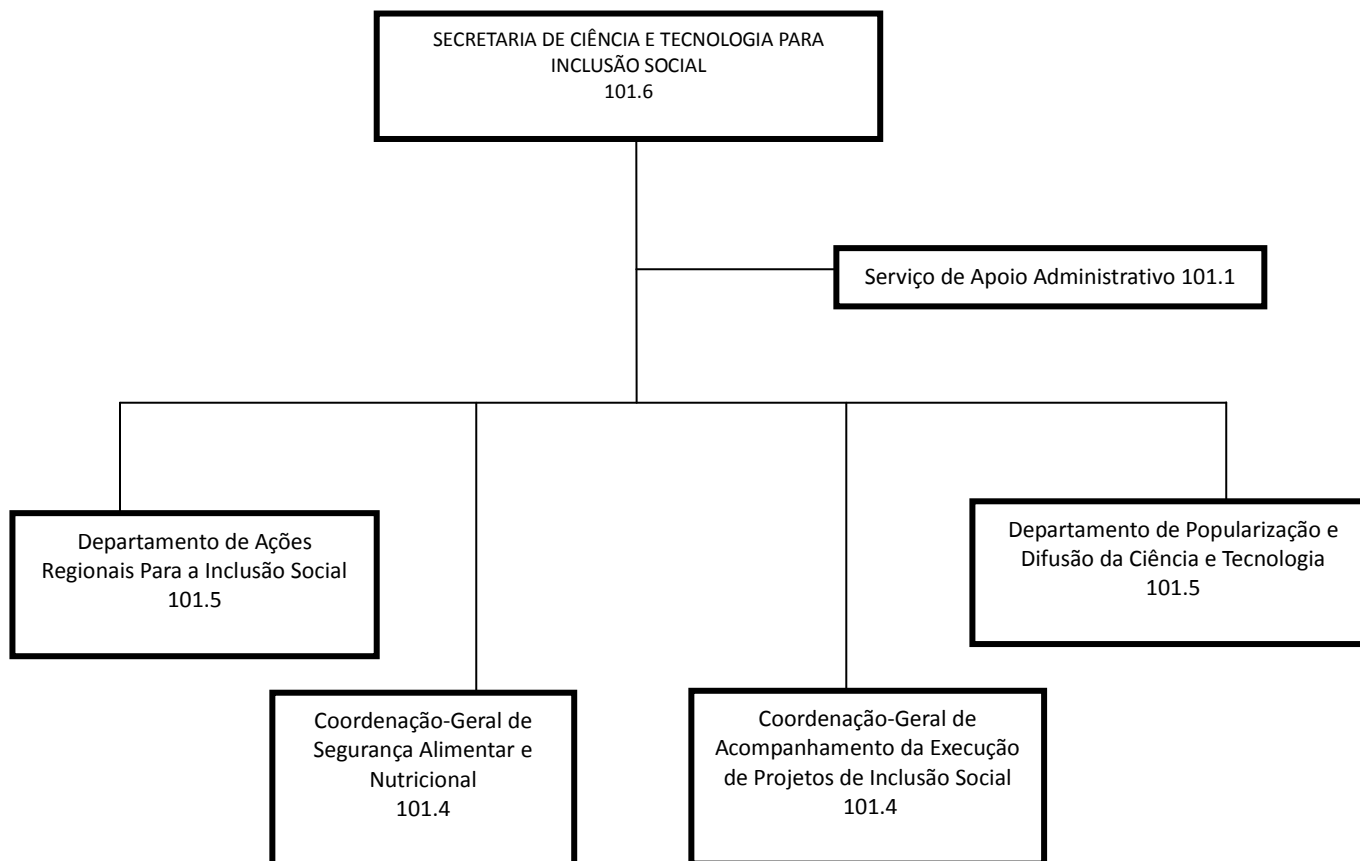 SECRETARIA DE CIÊNCIA E TECNOLOGIA PARA
INCLUSÃO SOCIAL
101.6
Serviço de Apoio Administrativo 101.1
Departamento de Ações
Regionais Para a Inclusão Social
101.5
Departamento de Popularização e
Difusão da Ciência e Tecnologia
101.5
Coordenação-Geral de
Segurança Alimentar e
Nutricional
101.4
Coordenação-Geral de
Acompanhamento da Execução
de Projetos de Inclusão Social
101.4